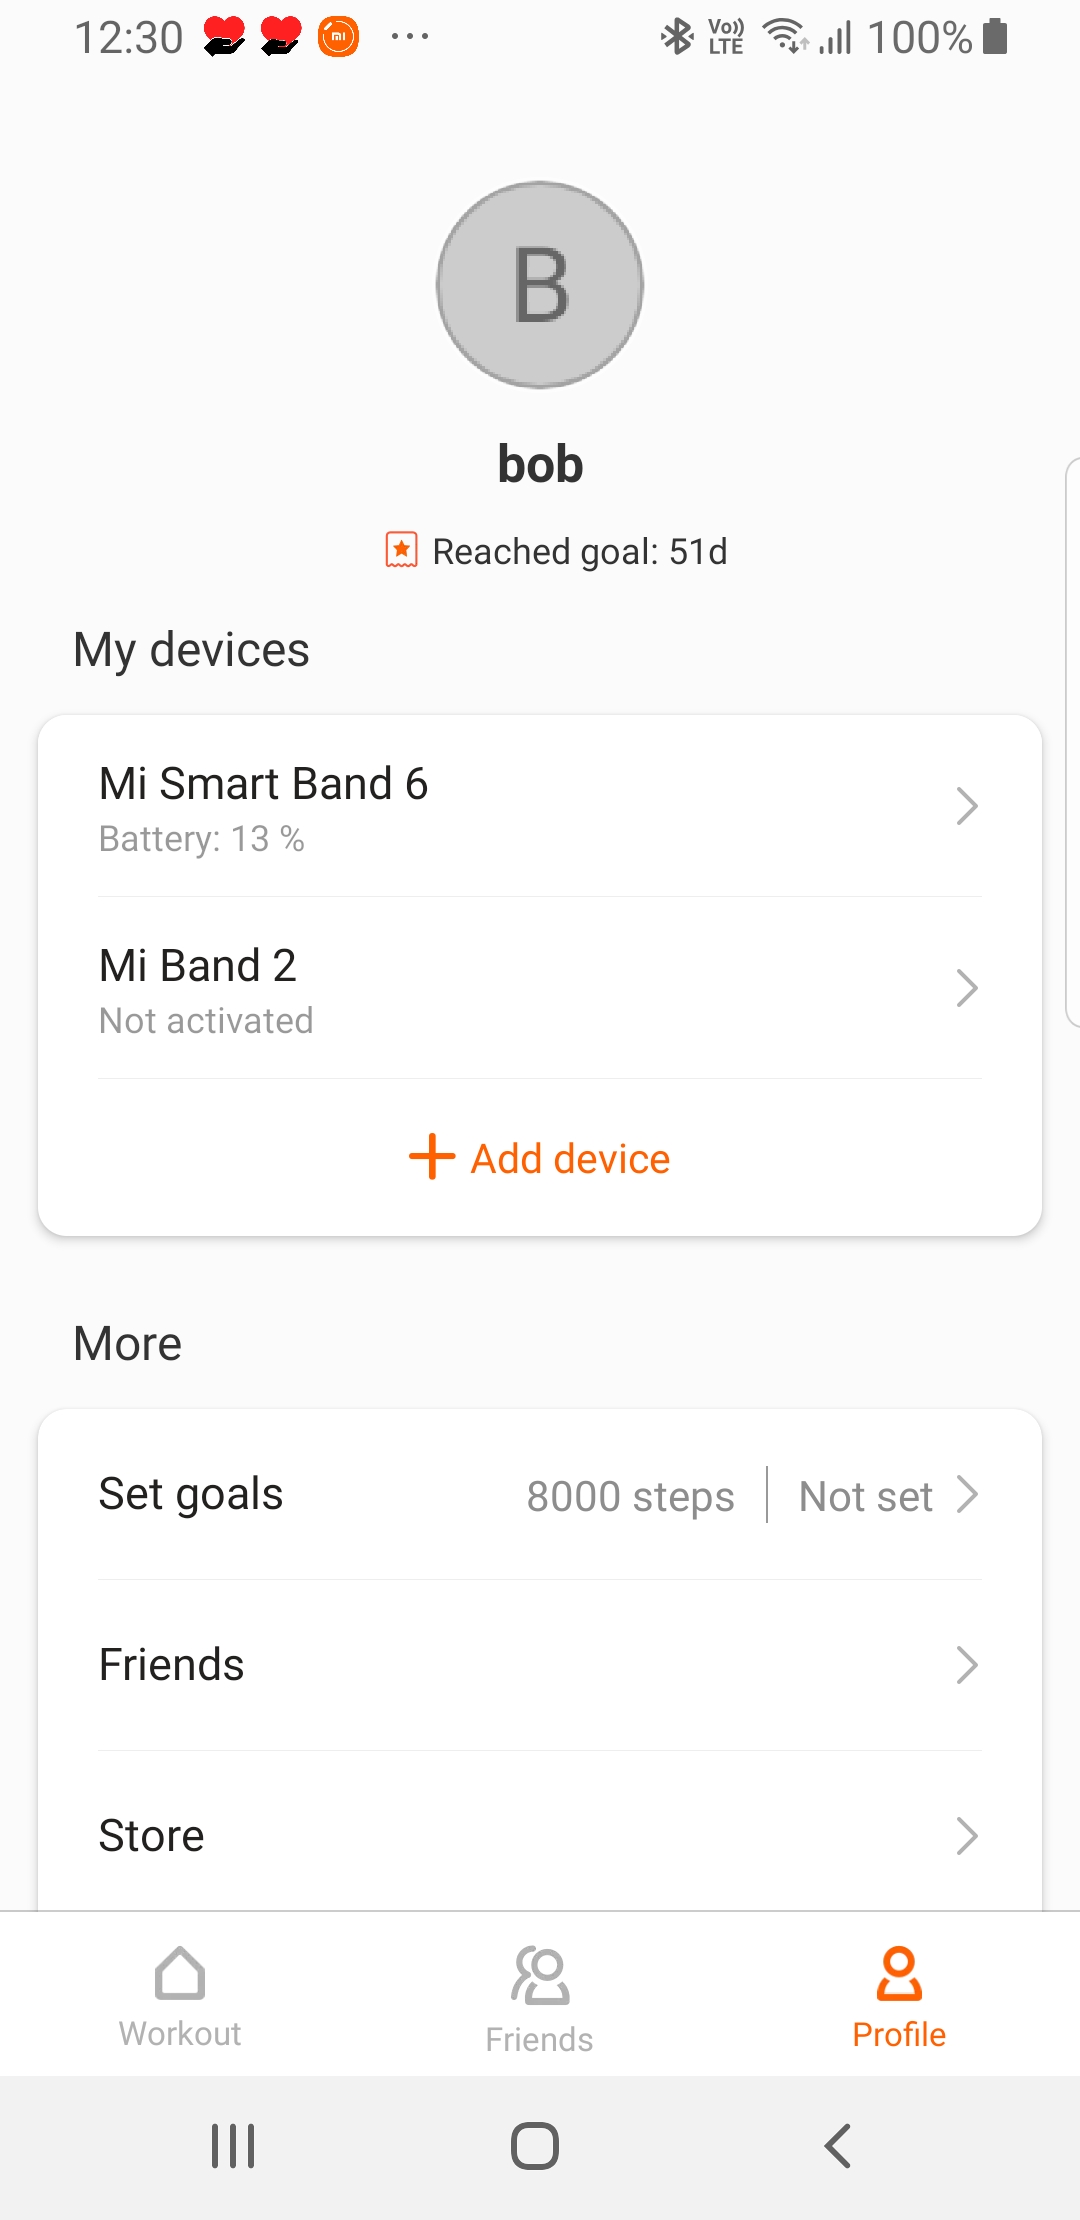 12:30 mi ... Vo)) LTE 100%
B
bob
Reached goal: 51d
My devices
Mi Smart Band 6
Battery: 13 %
Mi Band 2
Not activated
Add device
More
Set goals 8000 steps Not set
Friends
Store
Workout Friends Profile